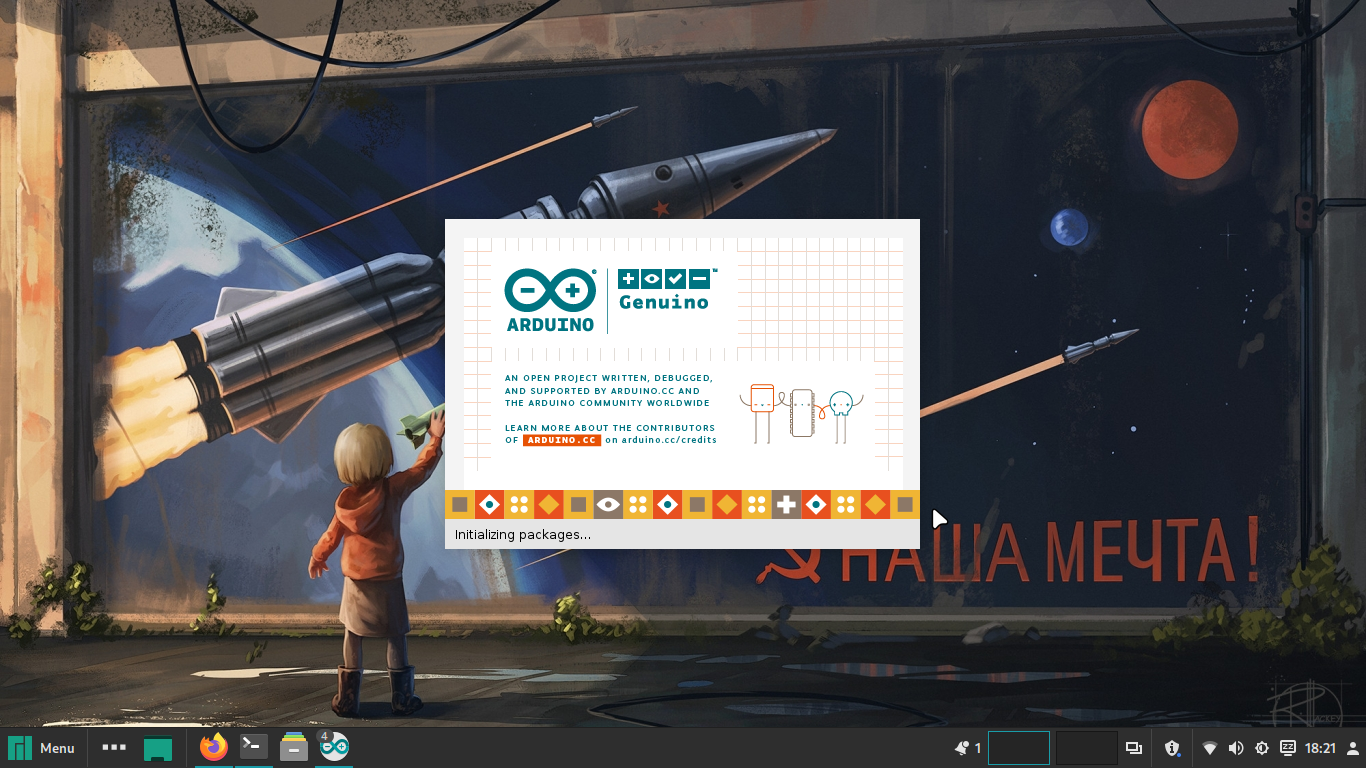 ARDUINO
Genuino
™
AN OPEN PROJECT WRITTEN, DEBUGGED,
AND SUPPORTED BY ARDUINO.CC AND
THE ARDUINO COMMUNITY WORLDWIDE
LEARN MORE ABOUT THE CONTRIBUTORS
OF ARDUINO.CC on arduino.cc/credits
Initializing packages...
НАША МЕЧТА!
Menu
4
1
18:21